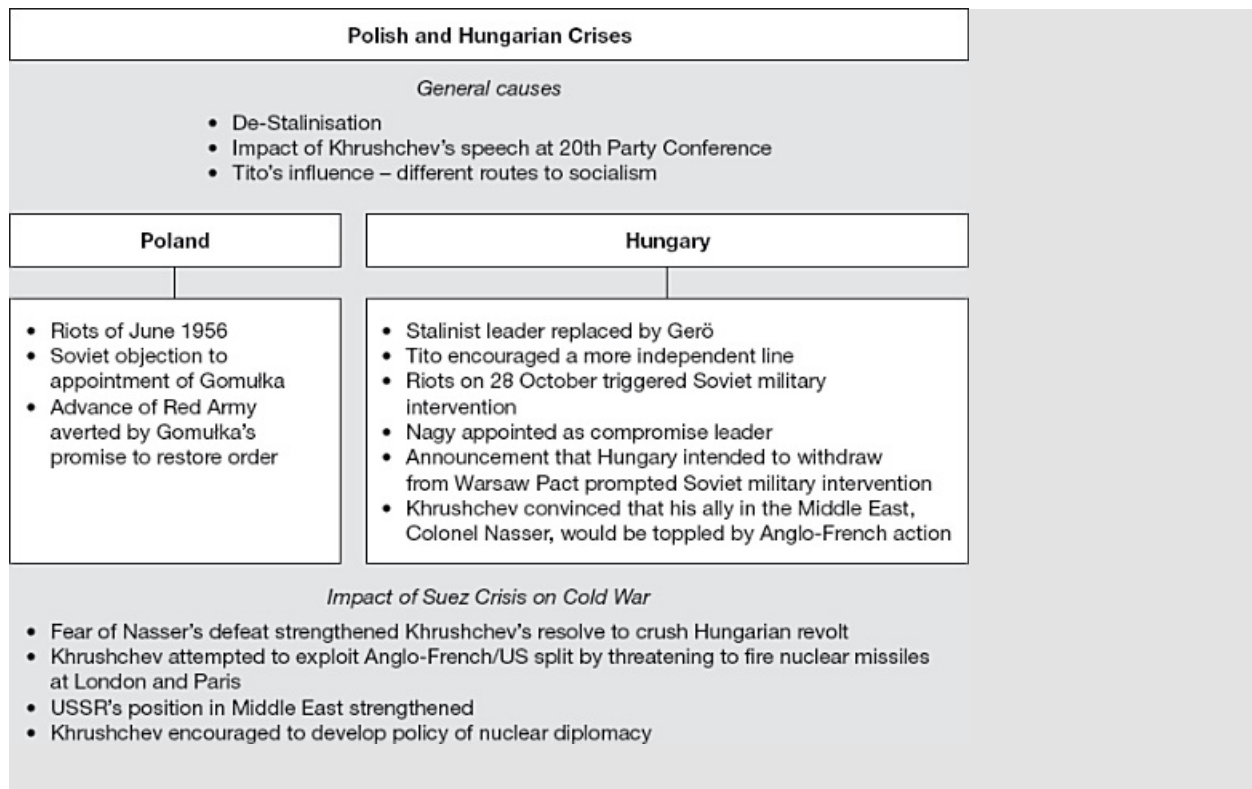 Polish and Hungarian Crises
General causes
• De-Stalinisation
• Impact of Khrushchev's speech at 20th Party Conference
• Tito's influence – different routes to socialism
Poland
• Riots of June 1956
• Soviet objection to
appointment of Gomułka
• Advance of Red Army
averted by Gomułka's
promise to restore order
Hungary
• Stalinist leader replaced by Gerö
• Tito encouraged a more independent line
• Riots on 28 October triggered Soviet military
intervention
• Nagy appointed as compromise leader
• Announcement that Hungary intended to withdraw
from Warsaw Pact prompted Soviet military intervention
• Khrushchev convinced that his ally in the Middle East,
Colonel Nasser, would be toppled by Anglo-French action
Impact of Suez Crisis on Cold War
• Fear of Nasser's defeat strengthened Khrushchev's resolve to crush Hungarian revolt
• Khrushchev attempted to exploit Anglo-French/US split by threatening to fire nuclear missiles
at London and Paris
• USSR's position in Middle East strengthened
• Khrushchev encouraged to develop policy of nuclear diplomacy